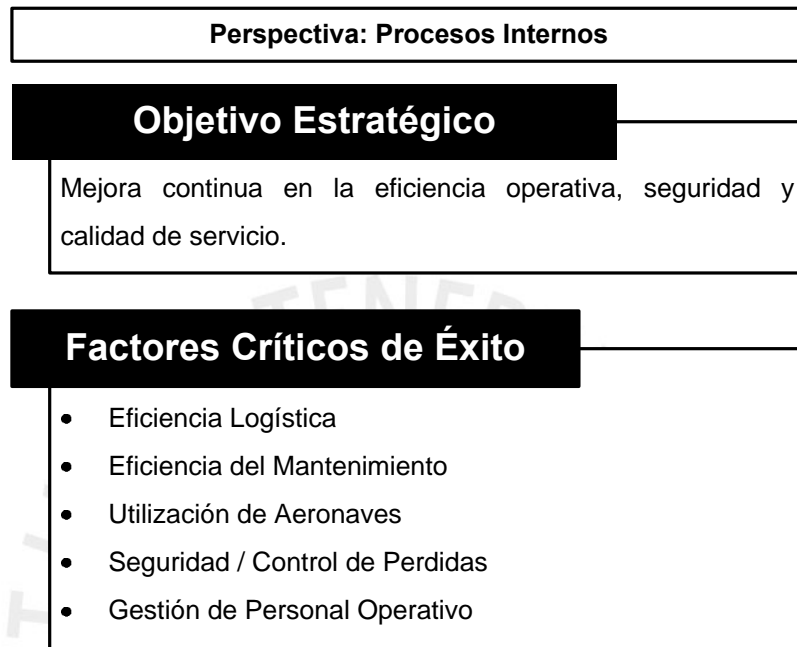 Perspectiva: Procesos Internos
Objetivo Estratégico
Mejora continua en la eficiencia operativa, seguridad y
calidad de servicio.
Factores Críticos de Éxito
• Eficiencia Logística
• Eficiencia del Mantenimiento
• Utilización de Aeronaves
• Seguridad / Control de Perdidas
• Gestión de Personal Operativo